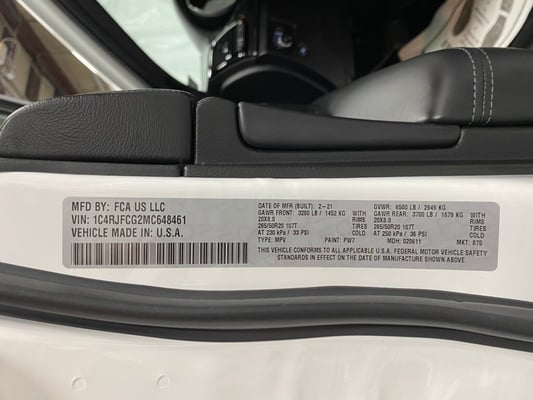 MFD BY: FCA US LLC
VIN: 1C4RJFCG2MC648461
VEHICLE MADE IN: U.S.A.
DATE OF MFR (BUILT): 2-21 GVWR: 6500 LB / 2949 KG
GAWR FRONT: 3200 LB / 1452 KG WITH GAWR REAR: 3700 LB / 1679 KG WITH
20X8.0 RIMS 20X8.0 RIMS
265/50R20 107T TIRES 265/50R20 107T TIRES
AT 230 kPa / 33 PSI COLD AT 250 kPa / 36 PSI COLD
TYPE: MPV PAINT: PW7 MDH: 020611 MKT: 875
THIS VEHICLE CONFORMS TO ALL APPLICABLE U.S.A. FEDERAL MOTOR VEHICLE SAFETY
STANDARDS IN EFFECT ON THE DATE OF MANUFACTURE SHOWN ABOVE.